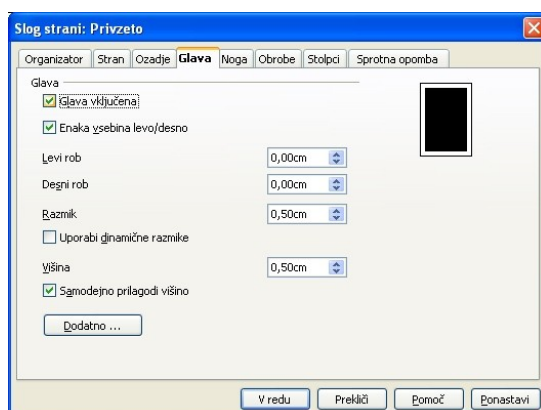 Slog strani: Privzeto
Organizator Stran Ozadje Glava Noga Obrobe Stolpci Sprotna opomba
Glava
Glava vključena
Enaka vsebina levo/desno
Levi rob 0,00cm
Desni rob 0,00cm
Razmik 0,50cm
Uporabi dinamične razmike
Višina 0,50cm
Samodejno prilagodi višino
Dodatno ...
V redu Prekliči Pomoč Ponastavi